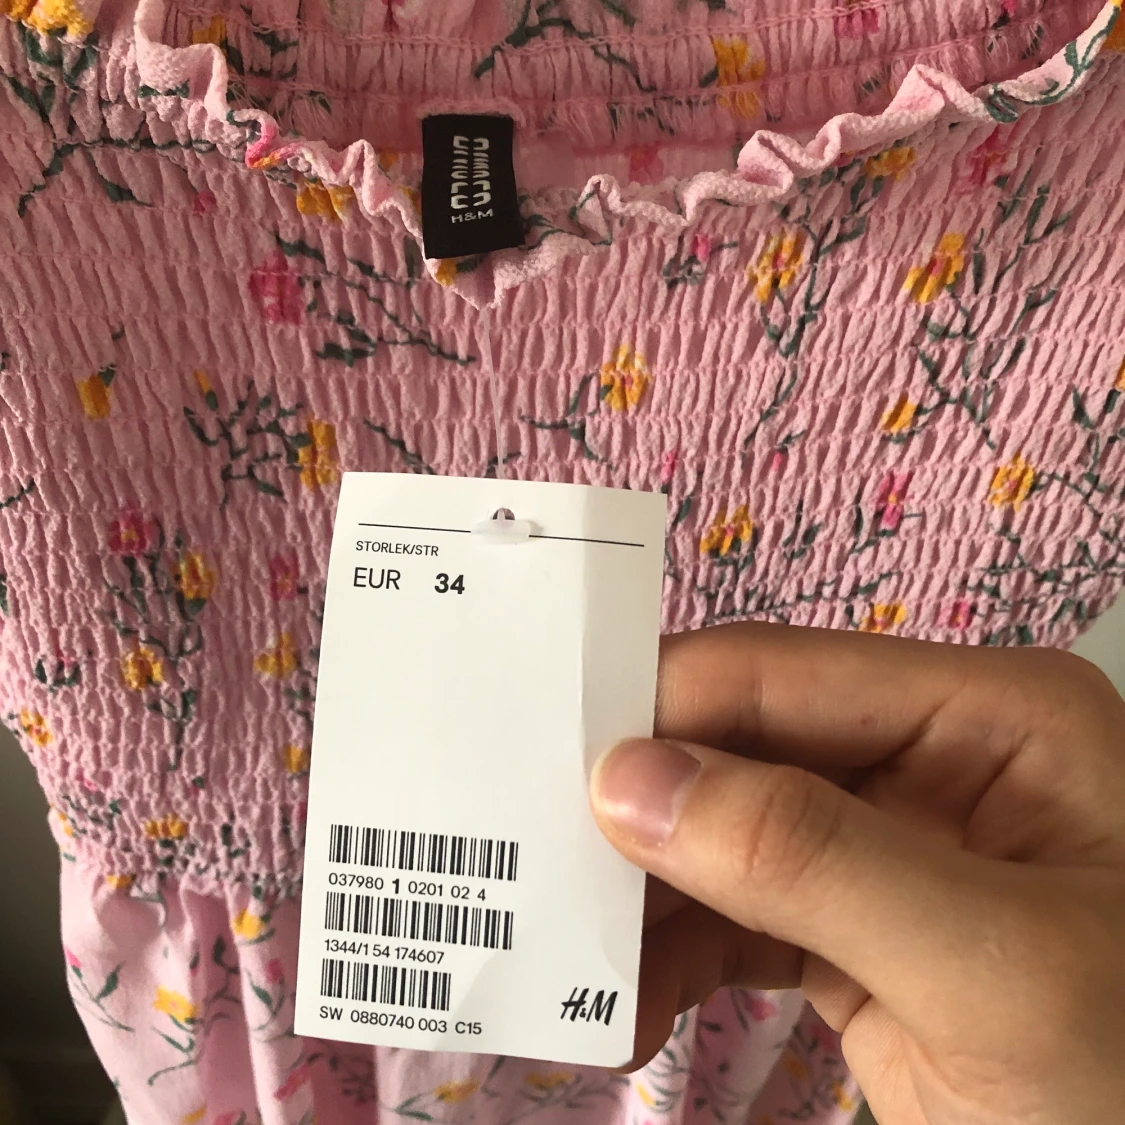 H&M
STORLEK/STR
EUR 34
037980 1 0201 02 4
1344/1 54 174607
SW 0880740 003 C15
H&M